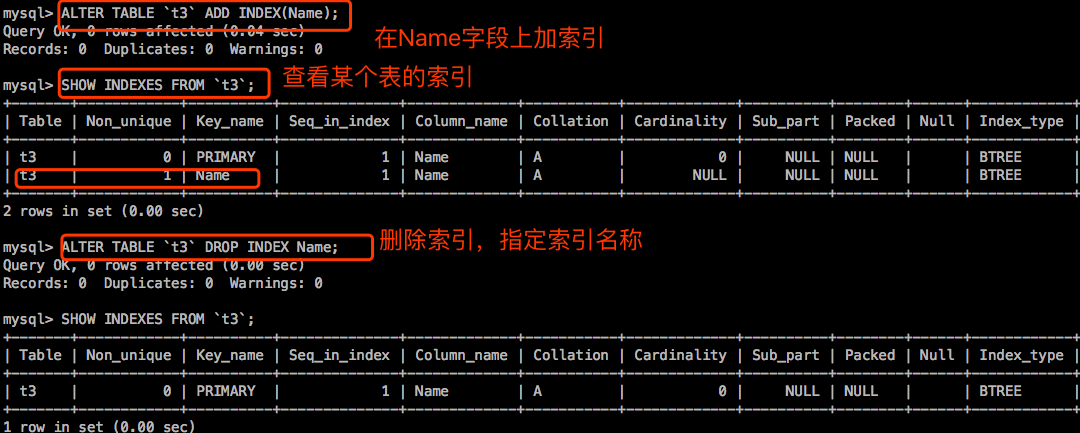 mysql> ALTER TABLE `t3` ADD INDEX(Name);
Query OK, 0 rows affected (0.04 sec)
Records: 0  Duplicates: 0  Warnings: 0
在Name字段上加索引
mysql> SHOW INDEXES FROM `t3`;
查看某个表的索引
| Table | Non_unique | Key_name | Seq_in_index | Column_name | Collation | Cardinality | Sub_part | Packed | Null | Index_type |
| t3 | 0 | PRIMARY | 1 | Name | A | 0 | NULL | NULL | | BTREE
| t3 | 1 | Name | 1 | Name | A | NULL | NULL | NULL | | BTREE
2 rows in set (0.00 sec)
mysql> ALTER TABLE `t3` DROP INDEX Name;
删除索引，指定索引名称
Query OK, 0 rows affected (0.00 sec)
Records: 0  Duplicates: 0  Warnings: 0
mysql> SHOW INDEXES FROM `t3`;
| Table | Non_unique | Key_name | Seq_in_index | Column_name | Collation | Cardinality | Sub_part | Packed | Null | Index_type |
| t3 | 0 | PRIMARY | 1 | Name | A | 0 | NULL | NULL | | BTREE
1 row in set (0.00 sec)